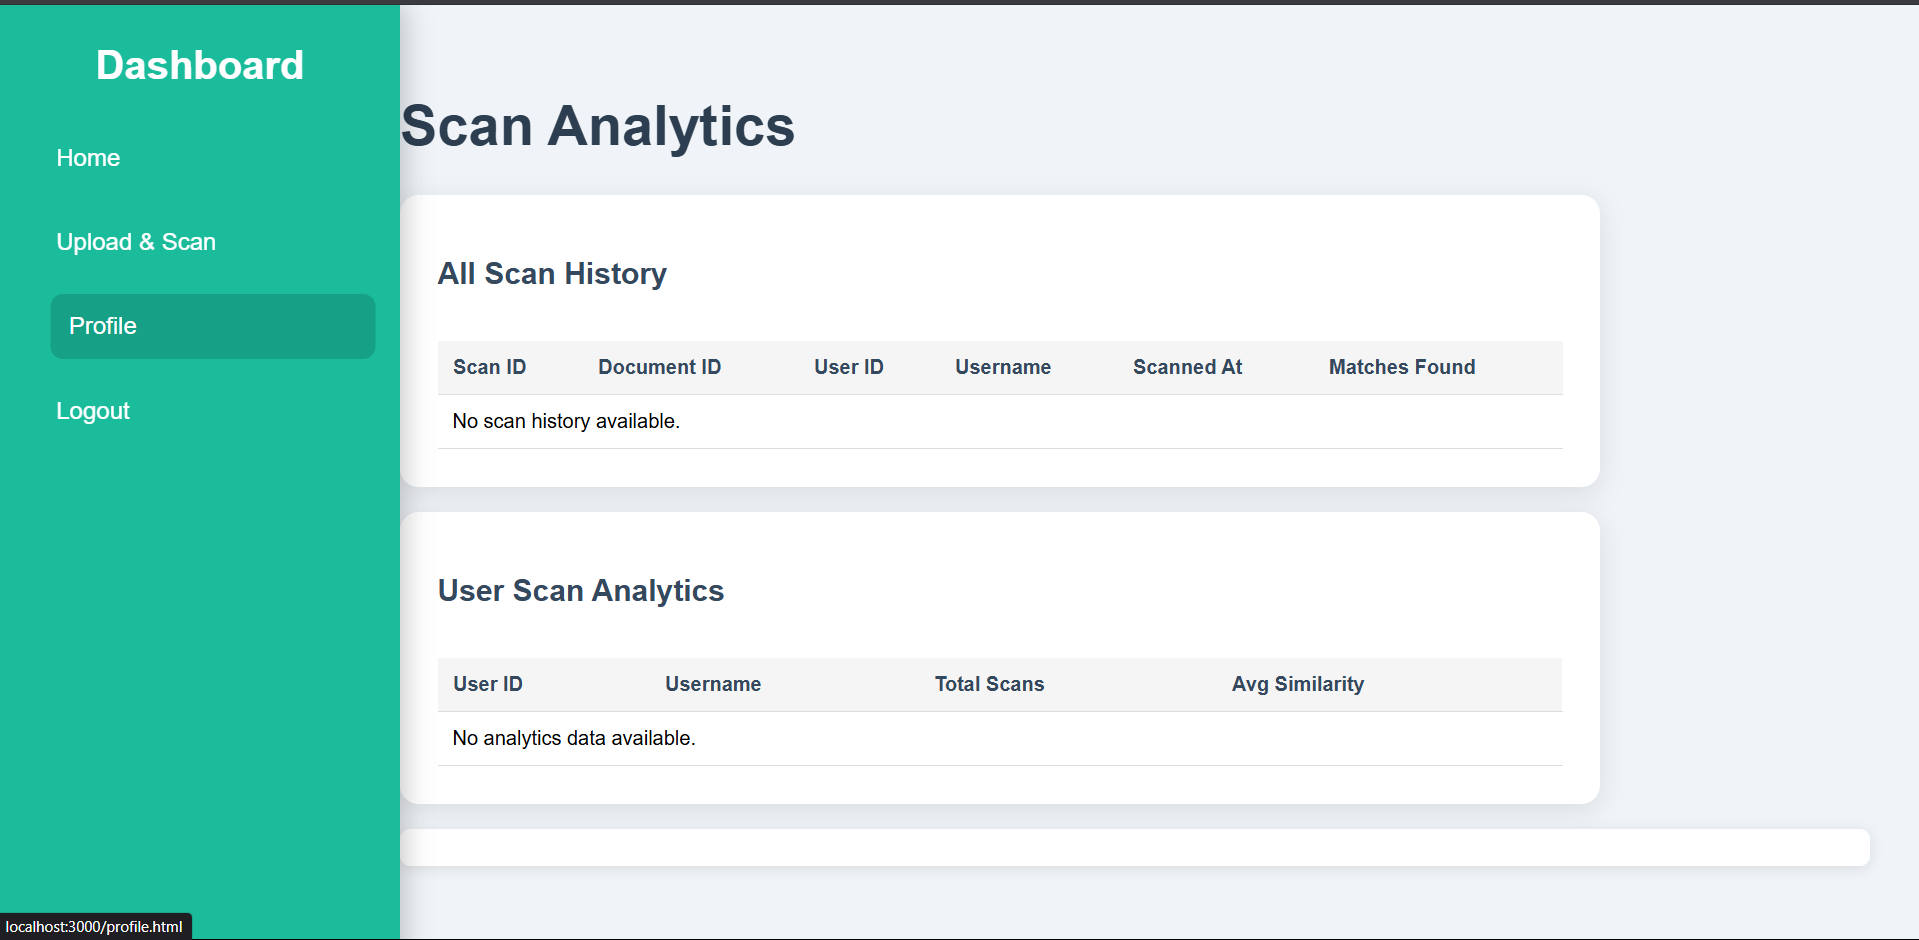 Dashboard
Home
Upload & Scan
Profile
Logout
Scan Analytics
All Scan History
Scan ID Document ID User ID Username Scanned At Matches Found
No scan history available.
User Scan Analytics
User ID Username Total Scans Avg Similarity
No analytics data available.
localhost:3000/profile.html